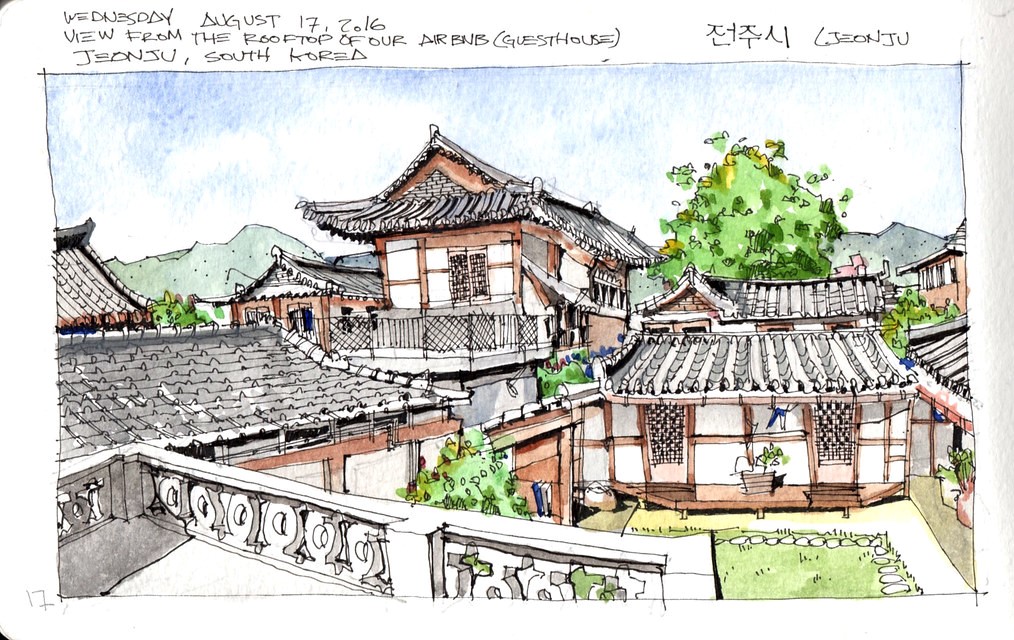 WEDNESDAY AUGUST 17, 2016
VIEW FROM THE ROOFTOP OF OUR AIRBNB (GUESTHOUSE)
JEONJU, SOUTH KOREA
전주시 (JEONJU
17